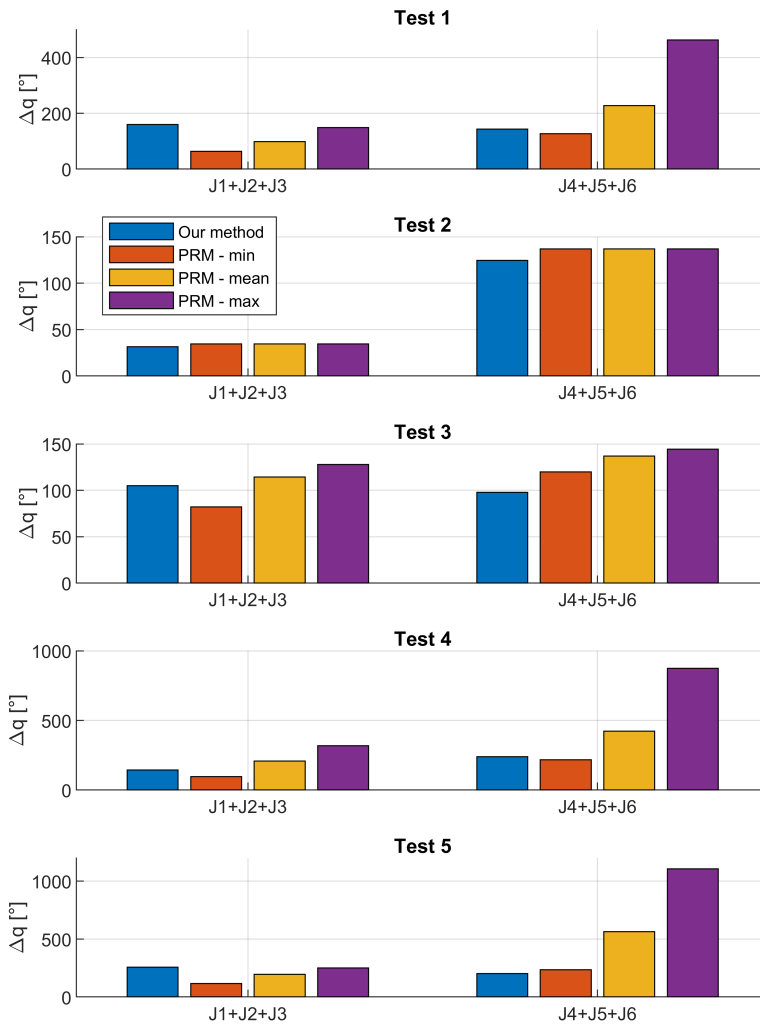 Test 1
Δq [°]
400
200
0
J1+J2+J3
J4+J5+J6
Test 2
Δq [°]
150
100
50
0
Our method
PRM - min
PRM - mean
PRM - max
J1+J2+J3
J4+J5+J6
Test 3
Δq [°]
150
100
50
0
J1+J2+J3
J4+J5+J6
Test 4
Δq [°]
1000
500
0
J1+J2+J3
J4+J5+J6
Test 5
Δq [°]
1000
500
0
J1+J2+J3
J4+J5+J6